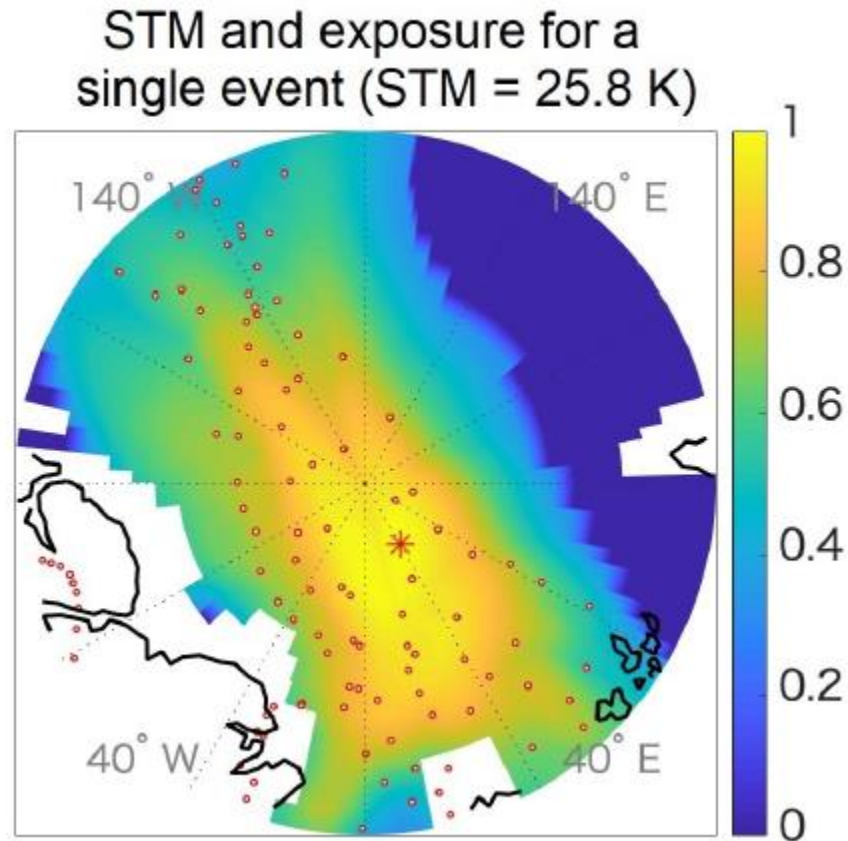 STM and exposure for a
single event (STM = 25.8 K)
1
140° W
140° E
0.8
0.6
0.4
0.2
40° W
40° E
0